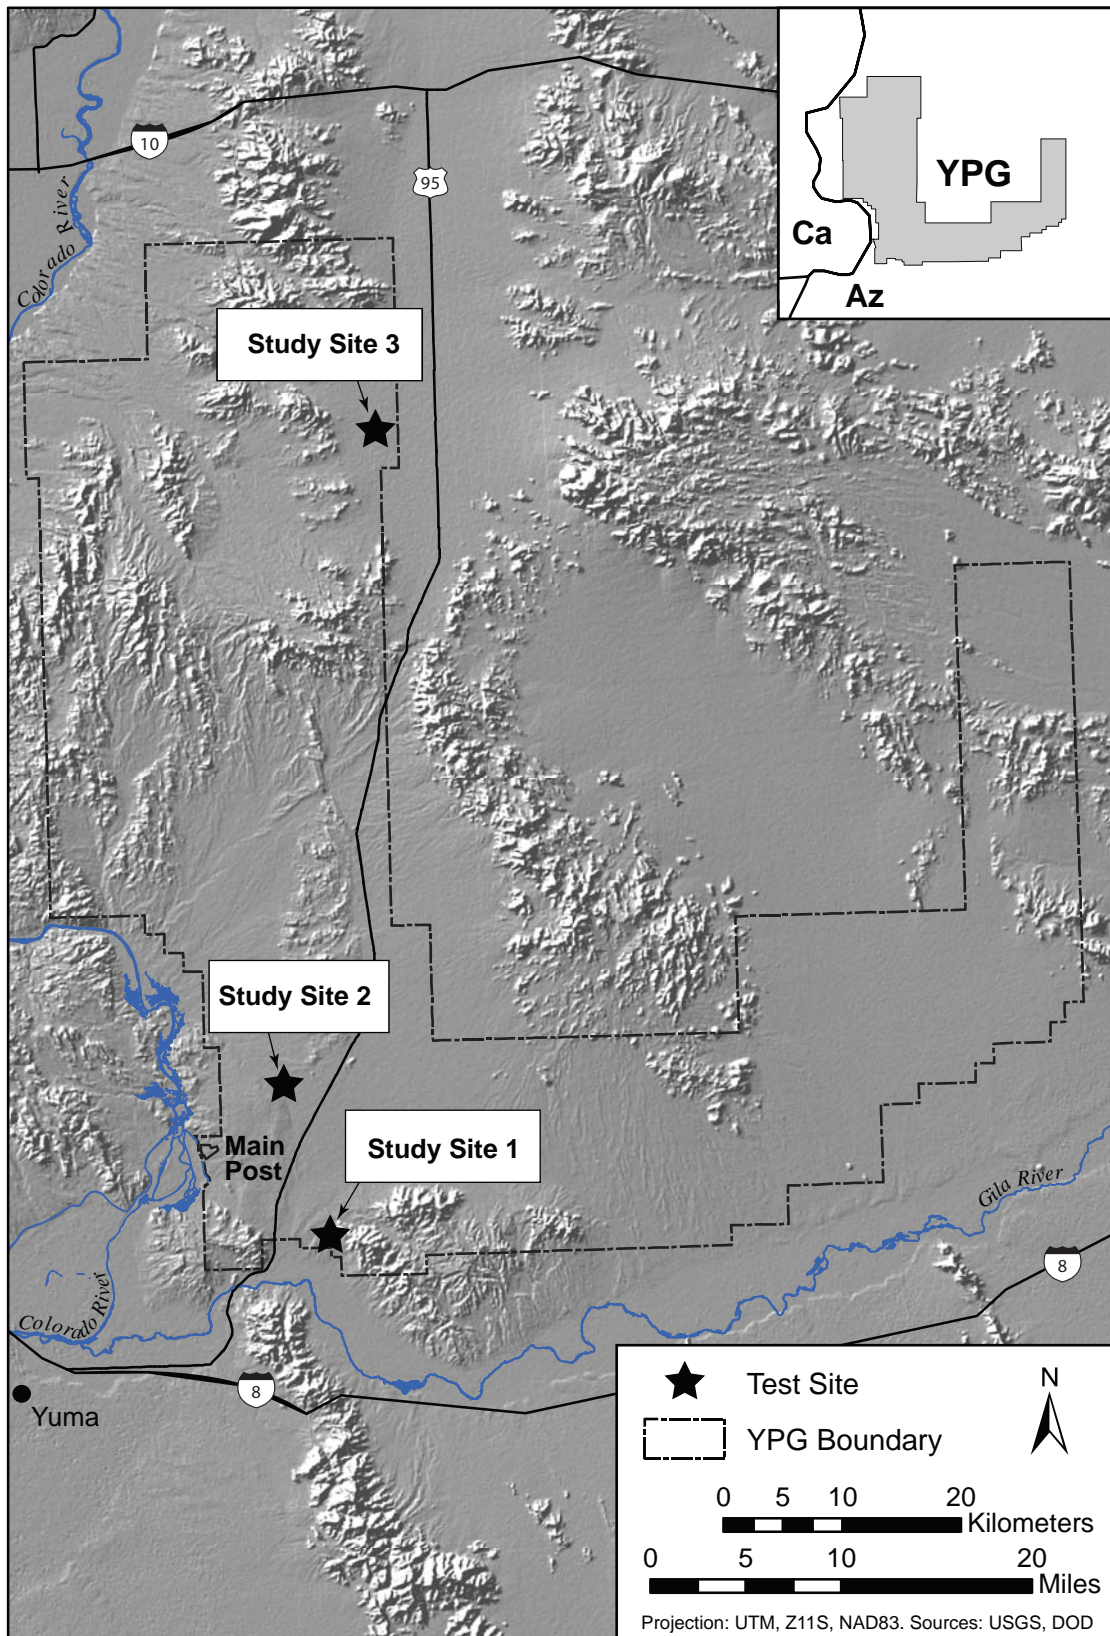 10
95
Colorado River
YPG
Ca
Az
Study Site 3
Study Site 2
Main
Post
Study Site 1
Gila River
8
Colorado River
8
Yuma
Test Site
N
YPG Boundary
0 5 10 20
Kilometers
0 5 10 20
Miles
Projection: UTM, Z11S, NAD83. Sources: USGS, DOD